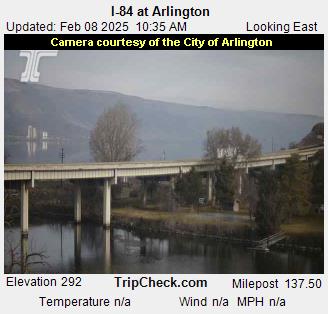 I-84 at Arlington
Updated: Feb 08 2025 10:35 AM Looking East
Camera courtesy of the City of Arlington
Elevation 292 TripCheck.com Milepost 137.50
Temperature n/a Wind n/a MPH n/a